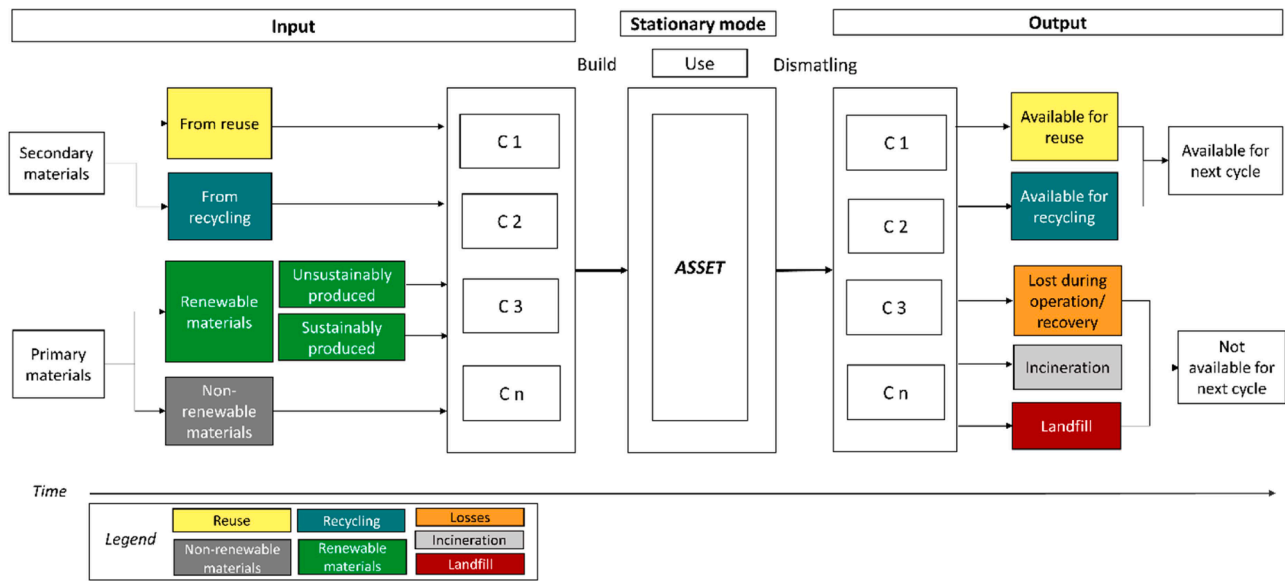 Input
Stationary mode
Output
Build
Use
Dismatling
Secondary
materials
From reuse
From
recycling
Primary
materials
Renewable
materials
Unsustainably
produced
Sustainably
produced
Non-
renewable
materials
C 1
C 2
C 3
C n
ASSET
C 1
C 2
C 3
C n
Available for
reuse
Available for
recycling
Lost during
operation/
recovery
Incineration
Landfill
Available for
next cycle
Not
available for
next cycle
Time
Legend
Reuse
Recycling
Losses
Non-renewable
materials
Renewable
materials
Incineration
Landfill